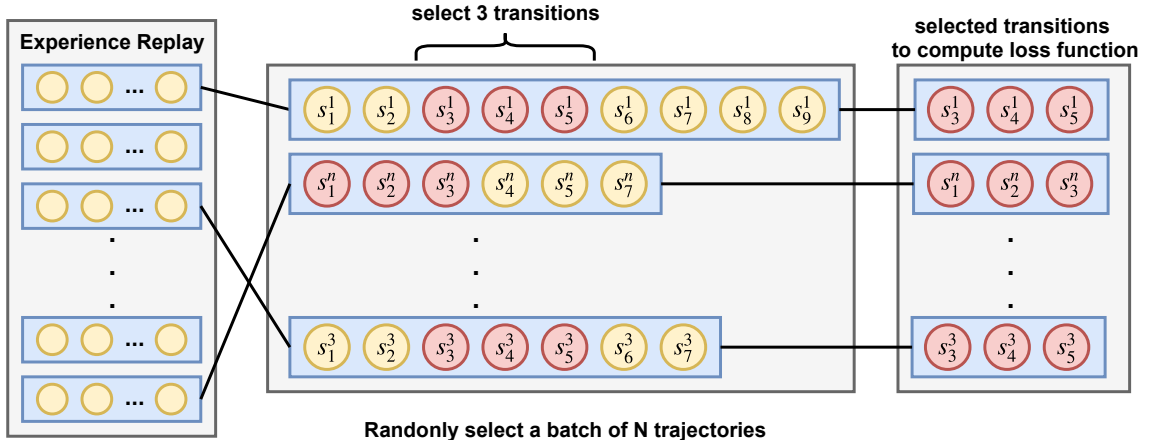 select 3 transitions
selected transitions
to compute loss function
Experience Replay
...
...
...
...
...
s_1^1 s_2^1 s_3^1 s_4^1 s_5^1 s_6^1 s_7^1 s_8^1 s_9^1
s_3^1 s_4^1 s_5^1
s_1^n s_2^n s_3^n s_4^n s_5^n s_7^n
s_1^n s_2^n s_3^n
s_1^3 s_2^3 s_3^3 s_4^3 s_5^3 s_6^3 s_7^3
s_3^3 s_4^3 s_5^3
Randonly select a batch of N trajectories